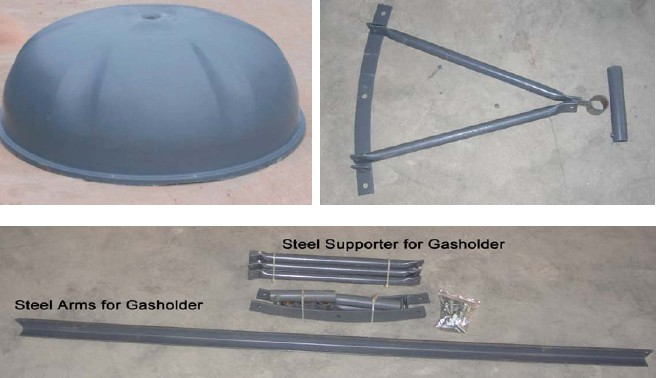 Steel Supporter for Gasholder
Steel Arms for Gasholder